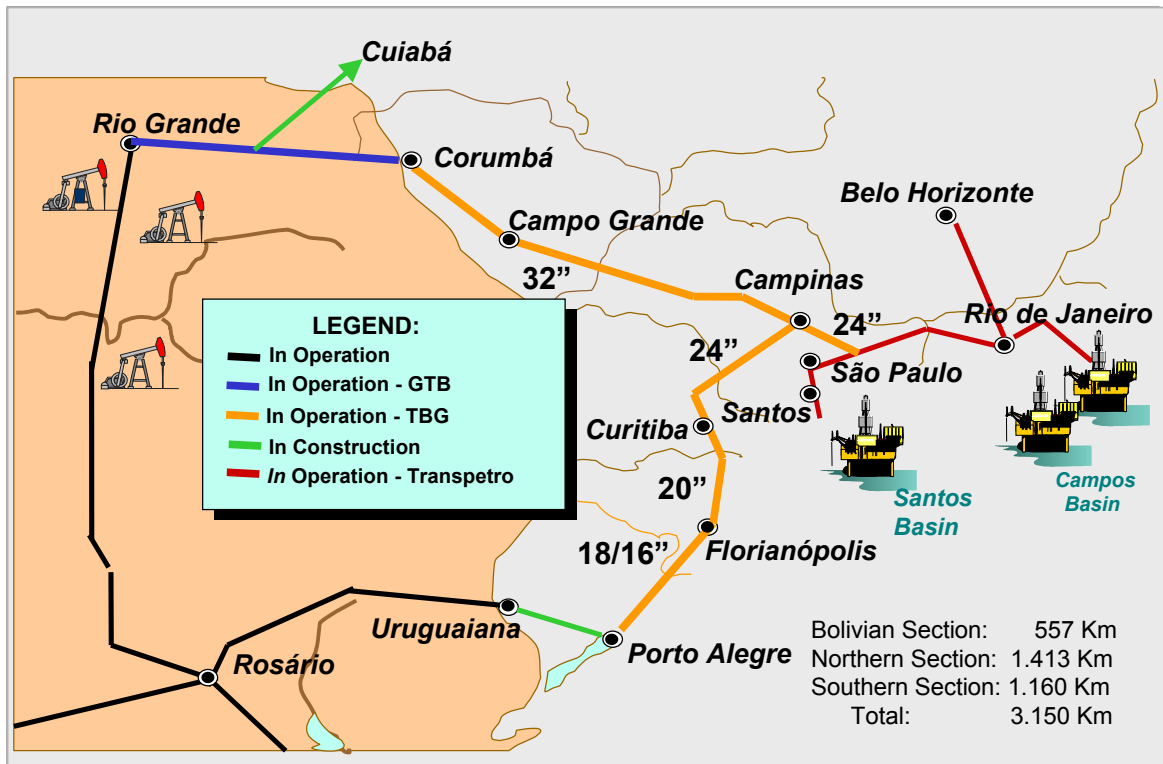 Cuiabá
Rio Grande
Corumbá
Belo Horizonte
Campo Grande
32”
Campinas
24”
Rio de Janeiro
24”
São Paulo
Santos
Curitiba
LEGEND:
In Operation
In Operation - GTB
In Operation - TBG
In Construction
In Operation - Transpetro
20”
Santos
Basin
Campos
Basin
18/16”
Florianópolis
Uruguaiana
Porto Alegre
Rosário
Bolivian Section: 557 Km
Northern Section: 1.413 Km
Southern Section: 1.160 Km
Total: 3.150 Km